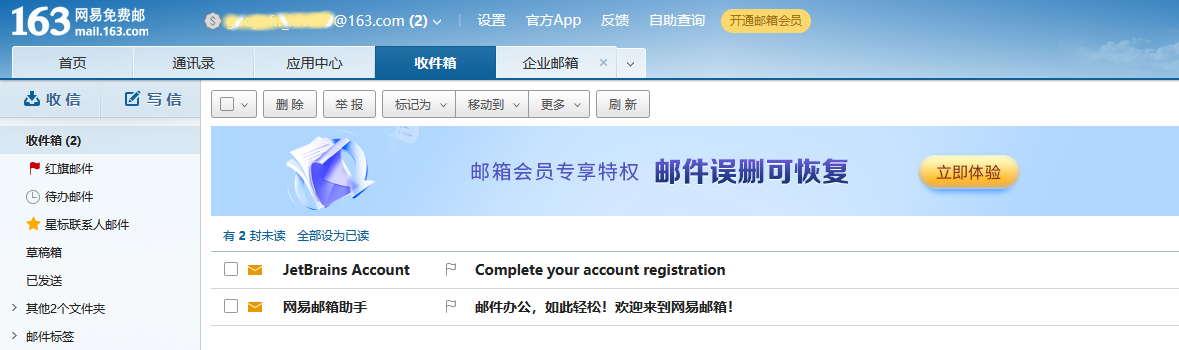 163 网易免费邮
mail.163.com
@163.com (2) 设置 官方App 反馈 自助查询 开通邮箱会员
首页 通讯录 应用中心 收件箱 企业邮箱
收 信 写 信
删 除 举 报 标记为 移动到 更多 刷 新
收件箱 (2)
红旗邮件
待办邮件
星标联系人邮件
草稿箱
已发送
其他2个文件夹
邮件标签
邮箱会员专享特权 邮件误删可恢复 立即体验
有 2 封未读 全部设为已读
JetBrains Account Complete your account registration
网易邮箱助手 邮件办公，如此轻松！欢迎来到网易邮箱！